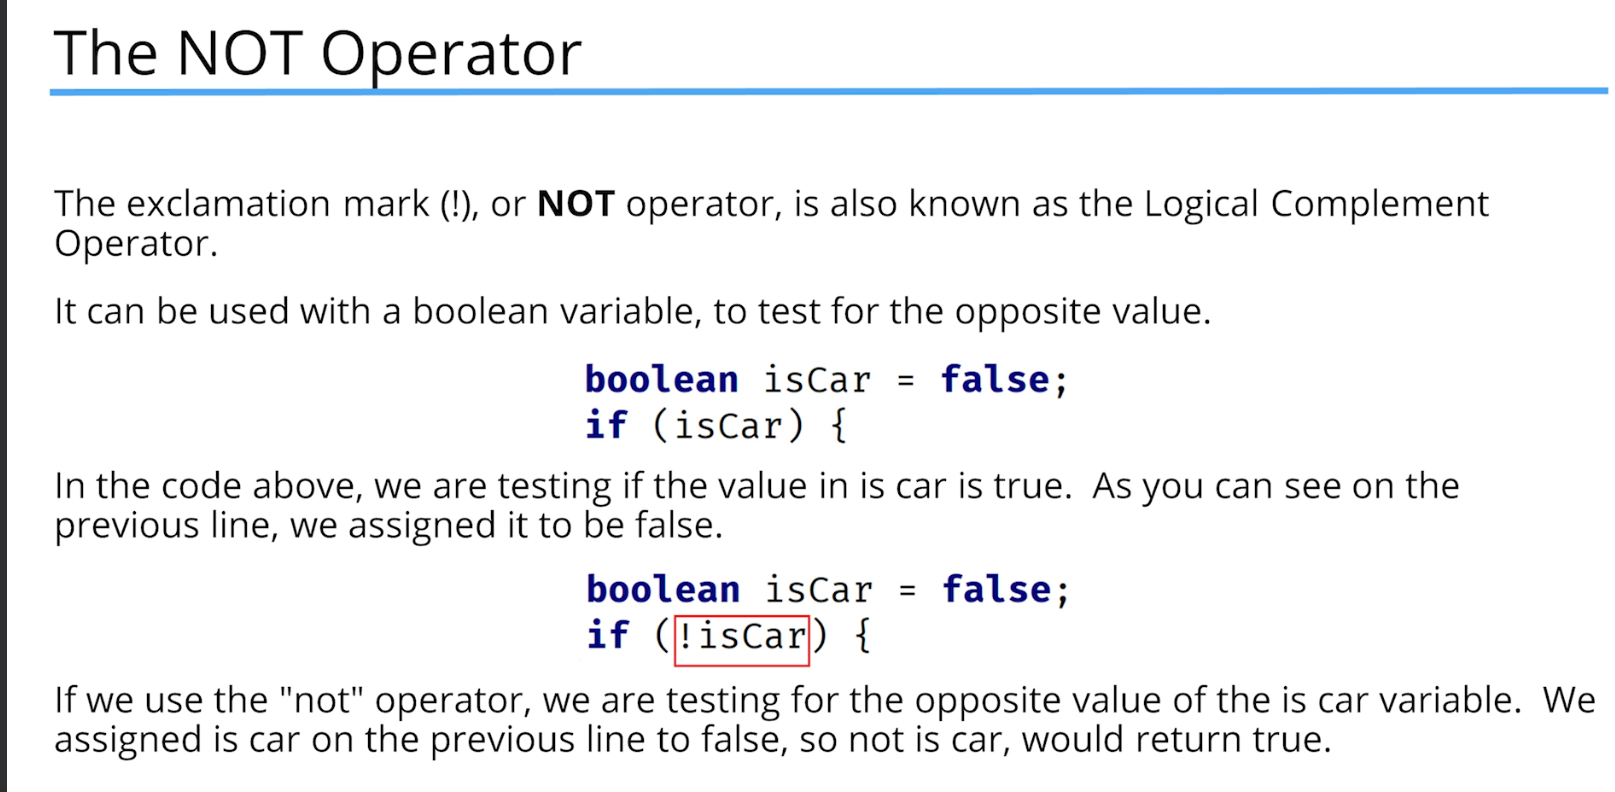 The NOT Operator
The exclamation mark (!), or NOT operator, is also known as the Logical Complement
Operator.
It can be used with a boolean variable, to test for the opposite value.
boolean isCar = false;
if (isCar) {
In the code above, we are testing if the value in is car is true.  As you can see on the
previous line, we assigned it to be false.
boolean isCar = false;
if (!isCar) {
If we use the "not" operator, we are testing for the opposite value of the is car variable.  We
assigned is car on the previous line to false, so not is car, would return true.